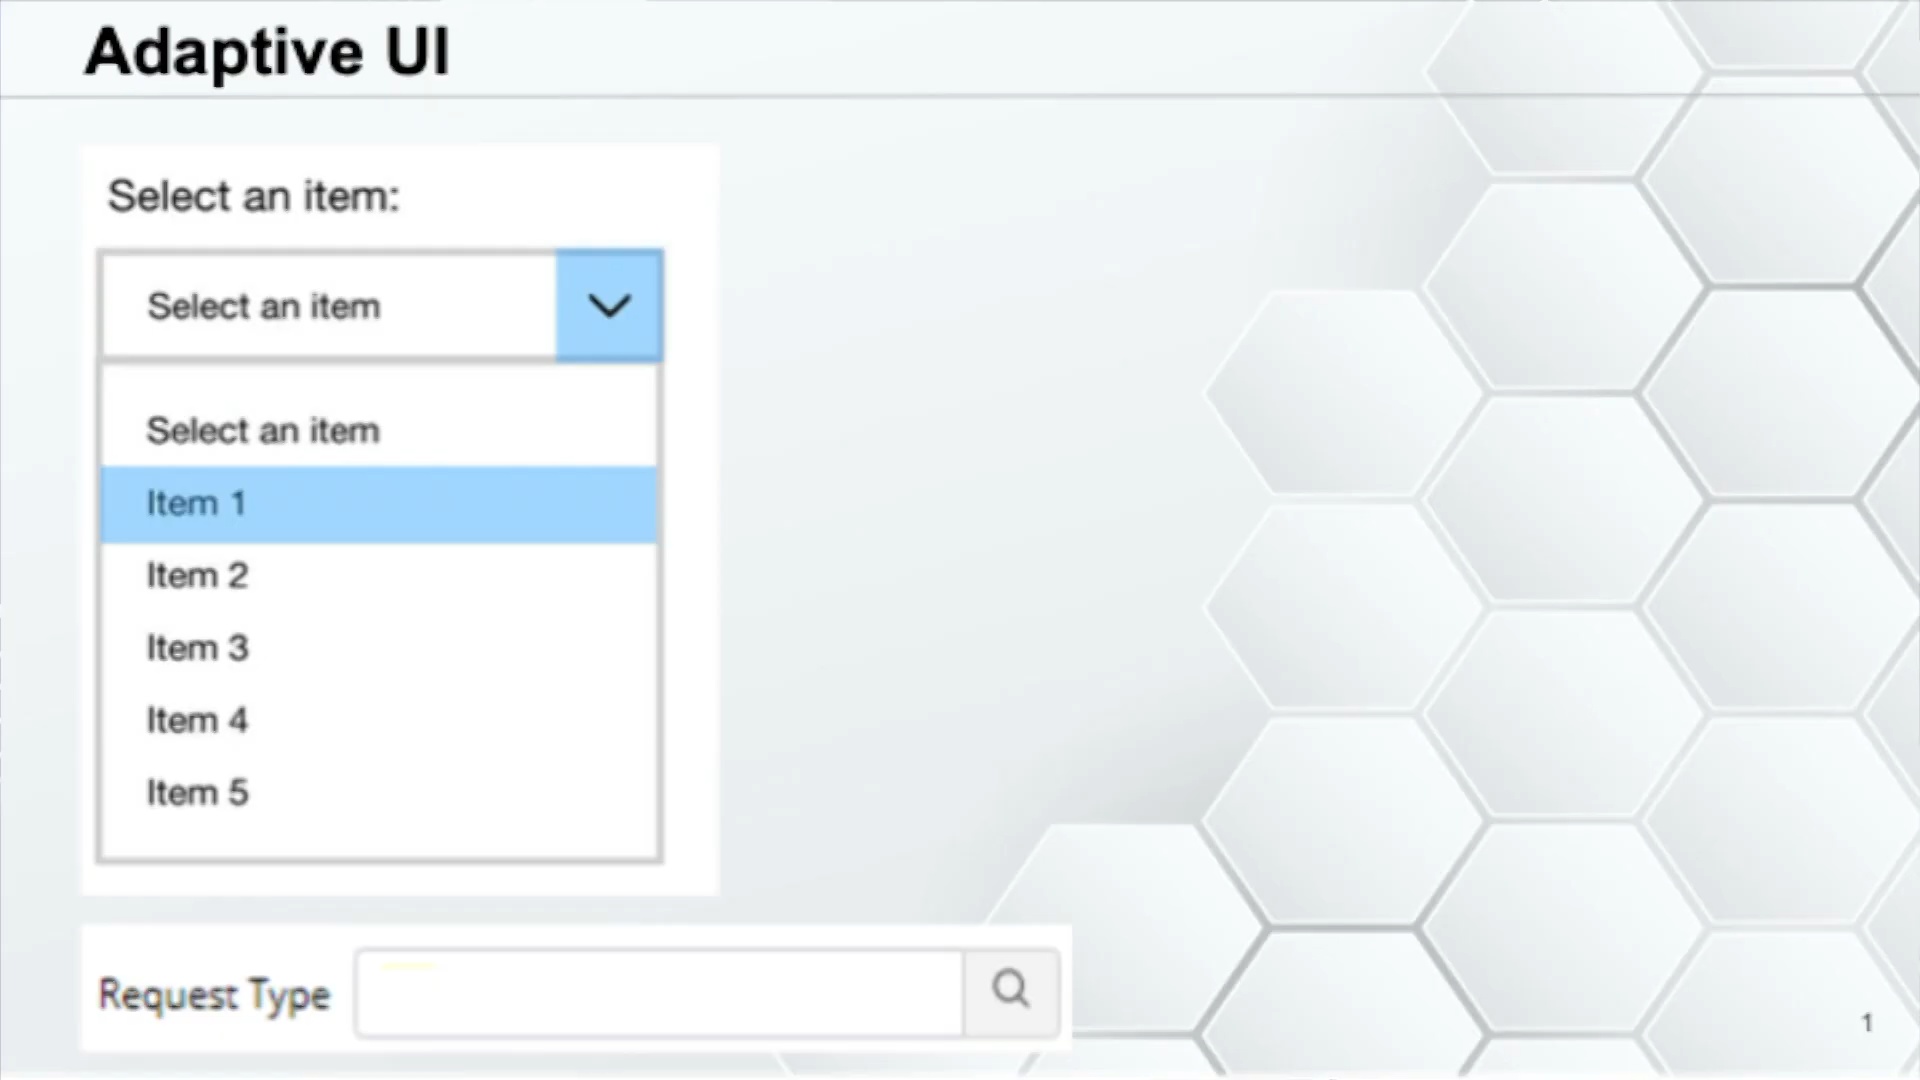 Adaptive UI
Select an item:
Select an item
Select an item
Item 1
Item 2
Item 3
Item 4
Item 5
Request Type
1